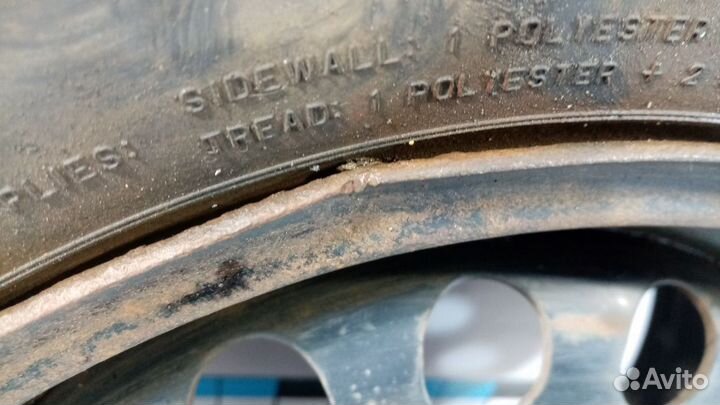 PLIES: SIDEWALL: 1 POLYESTER
TREAD: 1 POLYESTER + 2
Avito